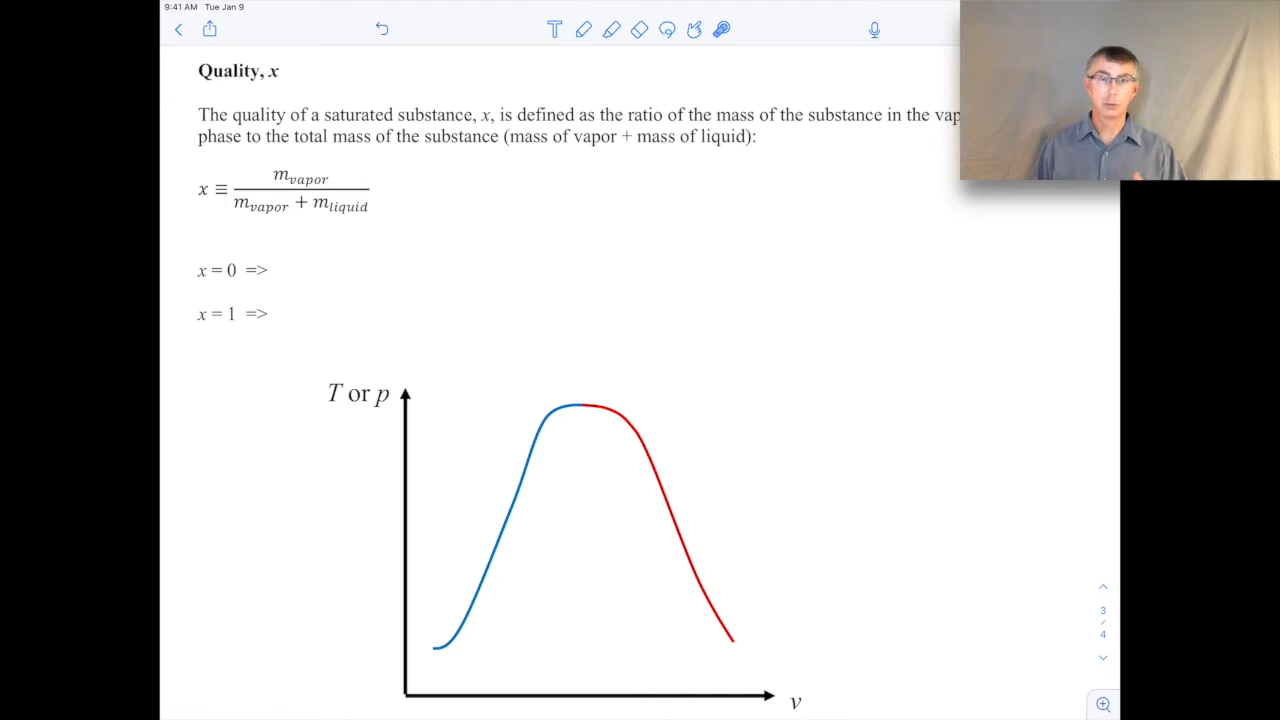 9:41 AM Tue Jan 9
Quality, x
The quality of a saturated substance, x, is defined as the ratio of the mass of the substance in the
phase to the total mass of the substance (mass of vapor + mass of liquid):
x ≡ m_vapor / (m_vapor + m_liquid)
x = 0 =>
x = 1 =>
T or p
v
3
/
4